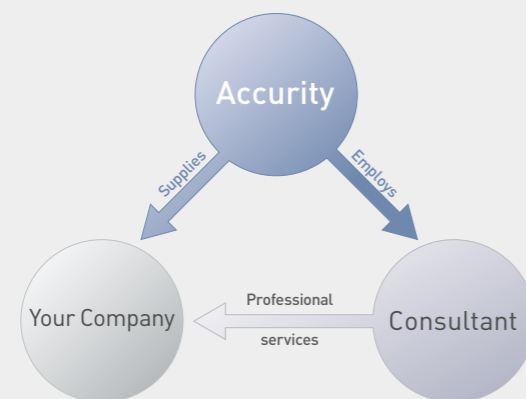 Accurity
Supplies
Employs
Your Company
Professional
services
Consultant